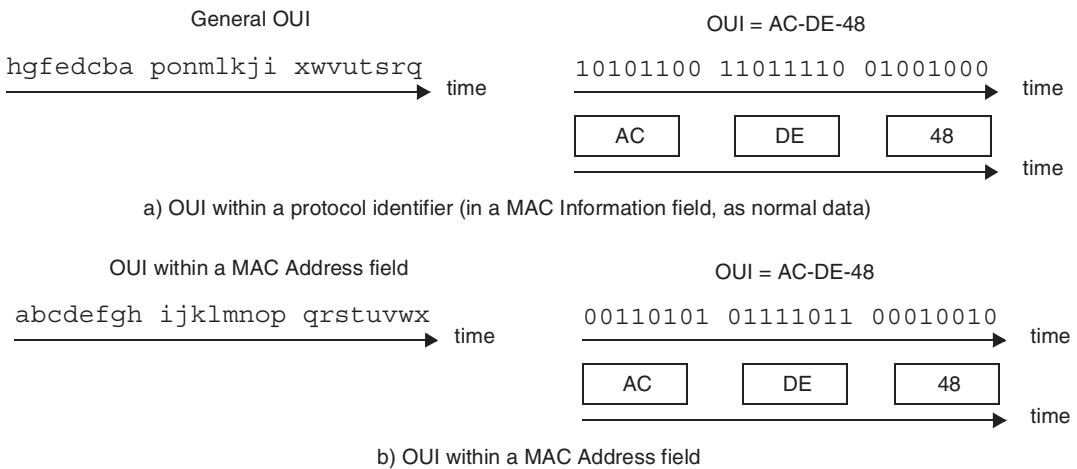 General OUI
OUI = AC-DE-48
hgfedcba ponmlkji xwvutsrq
time
10101100 11011110 01001000
time
AC
DE
48
time
a) OUI within a protocol identifier (in a MAC Information field, as normal data)
OUI within a MAC Address field
OUI = AC-DE-48
abcdefgh ijklmnop qrstuvwx
time
00110101 01111011 00010010
time
AC
DE
48
time
b) OUI within a MAC Address field